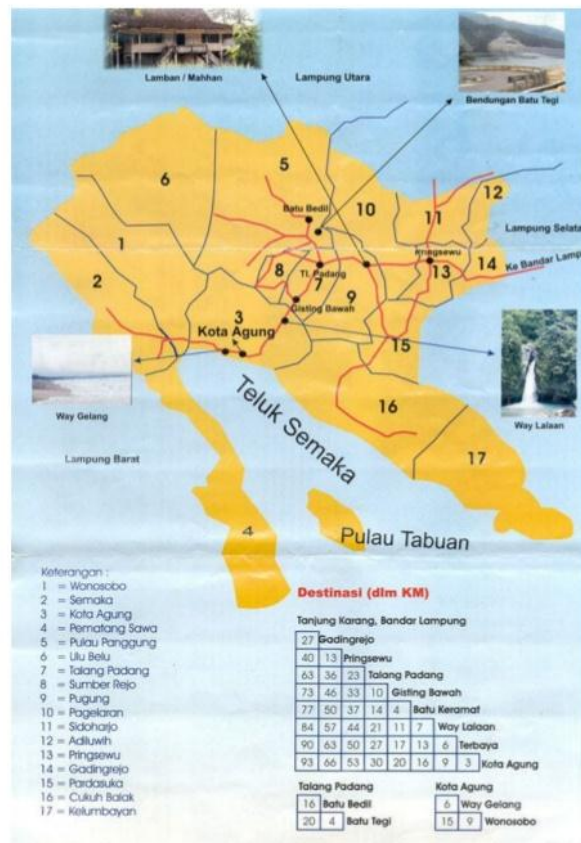 Lamban / Mahhan
Lampung Utara
Bendungan Batu Tegi
5
6
10
12
11
Batu Bedil
1
Lampung Selata
Pringsewu
8
Tl. Padang
7
13
14
Ke Bandar Lamp
2
9
Gisting Bawah
3
Kota Agung
15
Way Gelang
Teluk Semaka
16
Way Lalaan
Lampung Barat
17
4
Pulau Tabuan
Keterangan :
1 = Wonosobo
2 = Semaka
3 = Kota Agung
4 = Pematang Sawa
5 = Pulau Panggung
6 = Ulu Belu
7 = Talang Padang
8 = Sumber Rejo
9 = Pugung
10 = Pagelaran
11 = Sidoharjo
12 = Adiluwih
13 = Pringsewu
14 = Gadingrejo
15 = Pardasuka
16 = Cukuh Balak
17 = Kelumbayan
Destinasi (dlm KM)
Tanjung Karang, Bandar Lampung
27 Gadingrejo
40 13 Pringsewu
63 36 23 Talang Padang
73 46 33 10 Gisting Bawah
77 50 37 14 4 Batu Keramat
84 57 44 21 11 7 Way Lalaan
90 63 50 27 17 13 6 Terbaya
93 66 53 30 20 16 9 3 Kota Agung
Talang Padang
16 Batu Bedil
20 4 Batu Tegi
Kota Agung
6 Way Gelang
15 9 Wonosobo